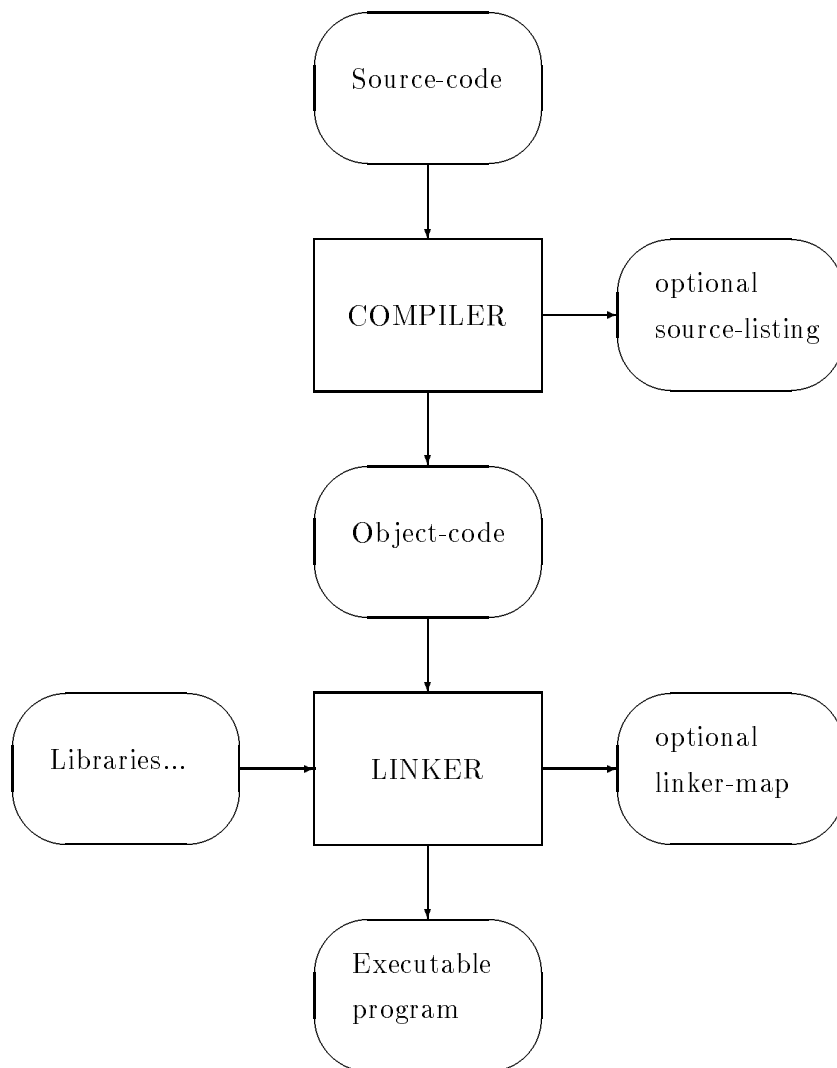 Source-code
COMPILER
optional
source-listing
Object-code
Libraries...
LINKER
optional
linker-map
Executable
program